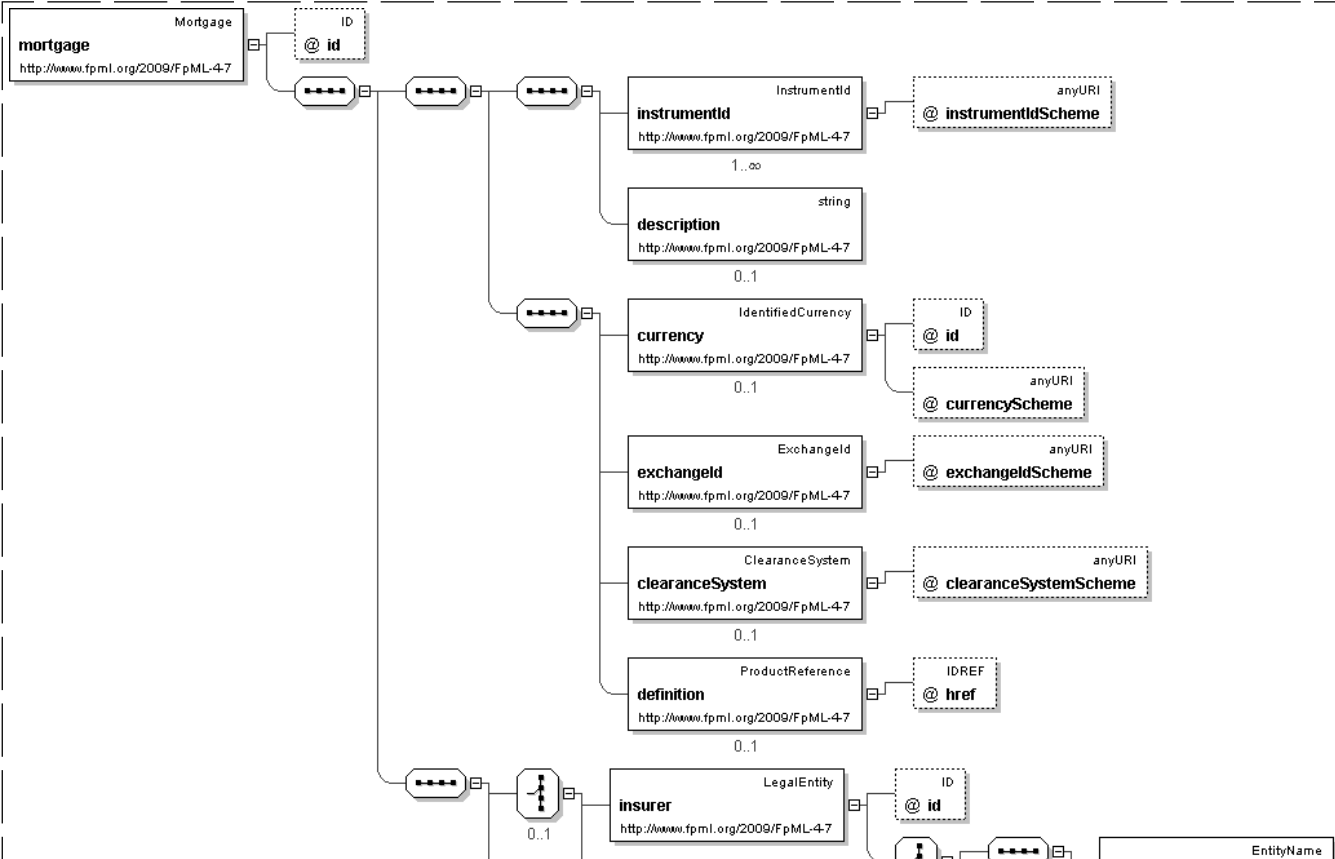 Mortgage
mortgage
http://www.fpml.org/2009/FpML-4-7
ID
@ id
InstrumentId
instrumentId
http://www.fpml.org/2009/FpML-4-7
1..∞
anyURI
@ instrumentIdScheme
string
description
http://www.fpml.org/2009/FpML-4-7
0..1
IdentifiedCurrency
currency
http://www.fpml.org/2009/FpML-4-7
0..1
ID
@ id
anyURI
@ currencyScheme
ExchangeId
exchangeId
http://www.fpml.org/2009/FpML-4-7
0..1
anyURI
@ exchangeIdScheme
ClearanceSystem
clearanceSystem
http://www.fpml.org/2009/FpML-4-7
0..1
anyURI
@ clearanceSystemScheme
ProductReference
definition
http://www.fpml.org/2009/FpML-4-7
0..1
IDREF
@ href
0..1
LegalEntity
insurer
http://www.fpml.org/2009/FpML-4-7
ID
@ id
EntityName